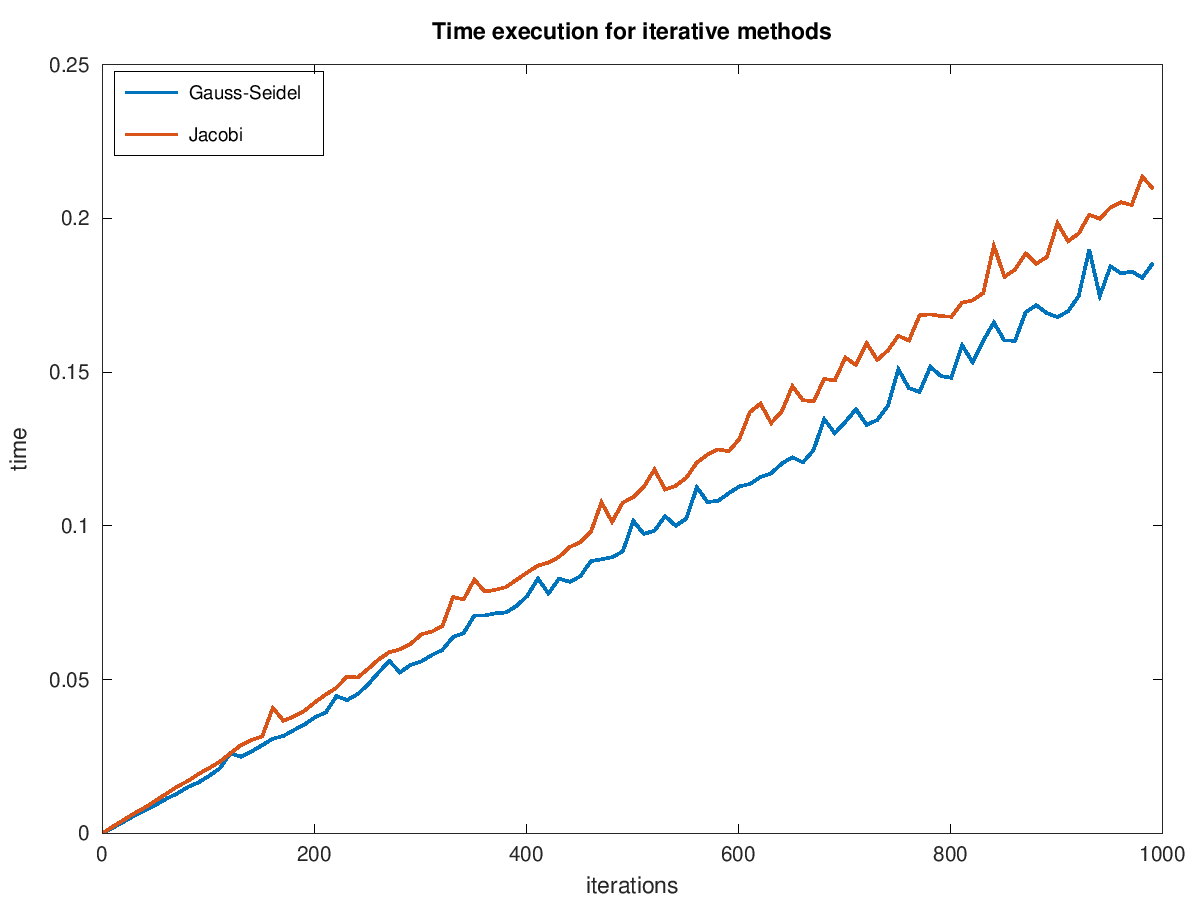 Time execution for iterative methods
0.25
Gauss-Seidel
Jacobi
0.2
0.15
time
0.1
0.05
0
0 200 400 600 800 1000
iterations